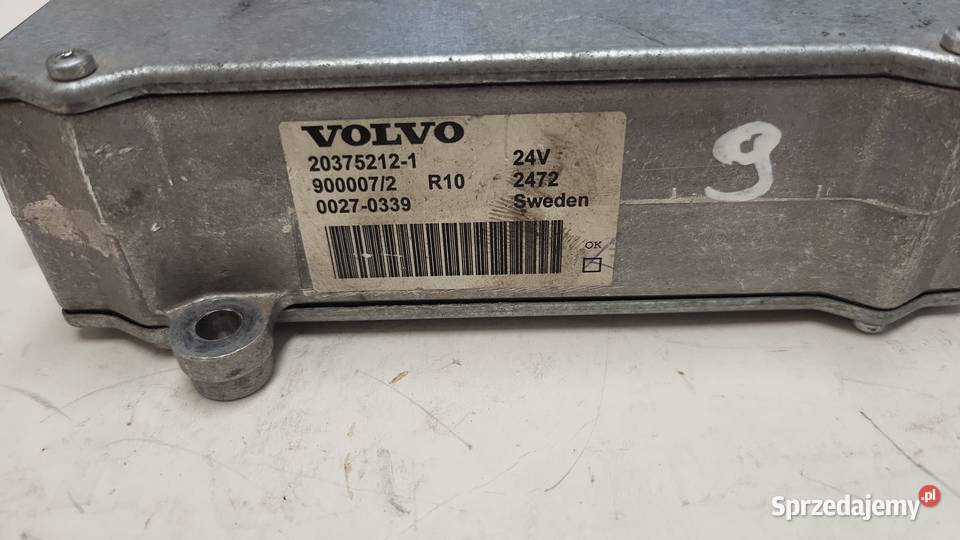 VOLVO
20375212-1 24V
900007/2 R10 2472
0027-0339 Sweden
OK
9
Sprzedajemy.pl